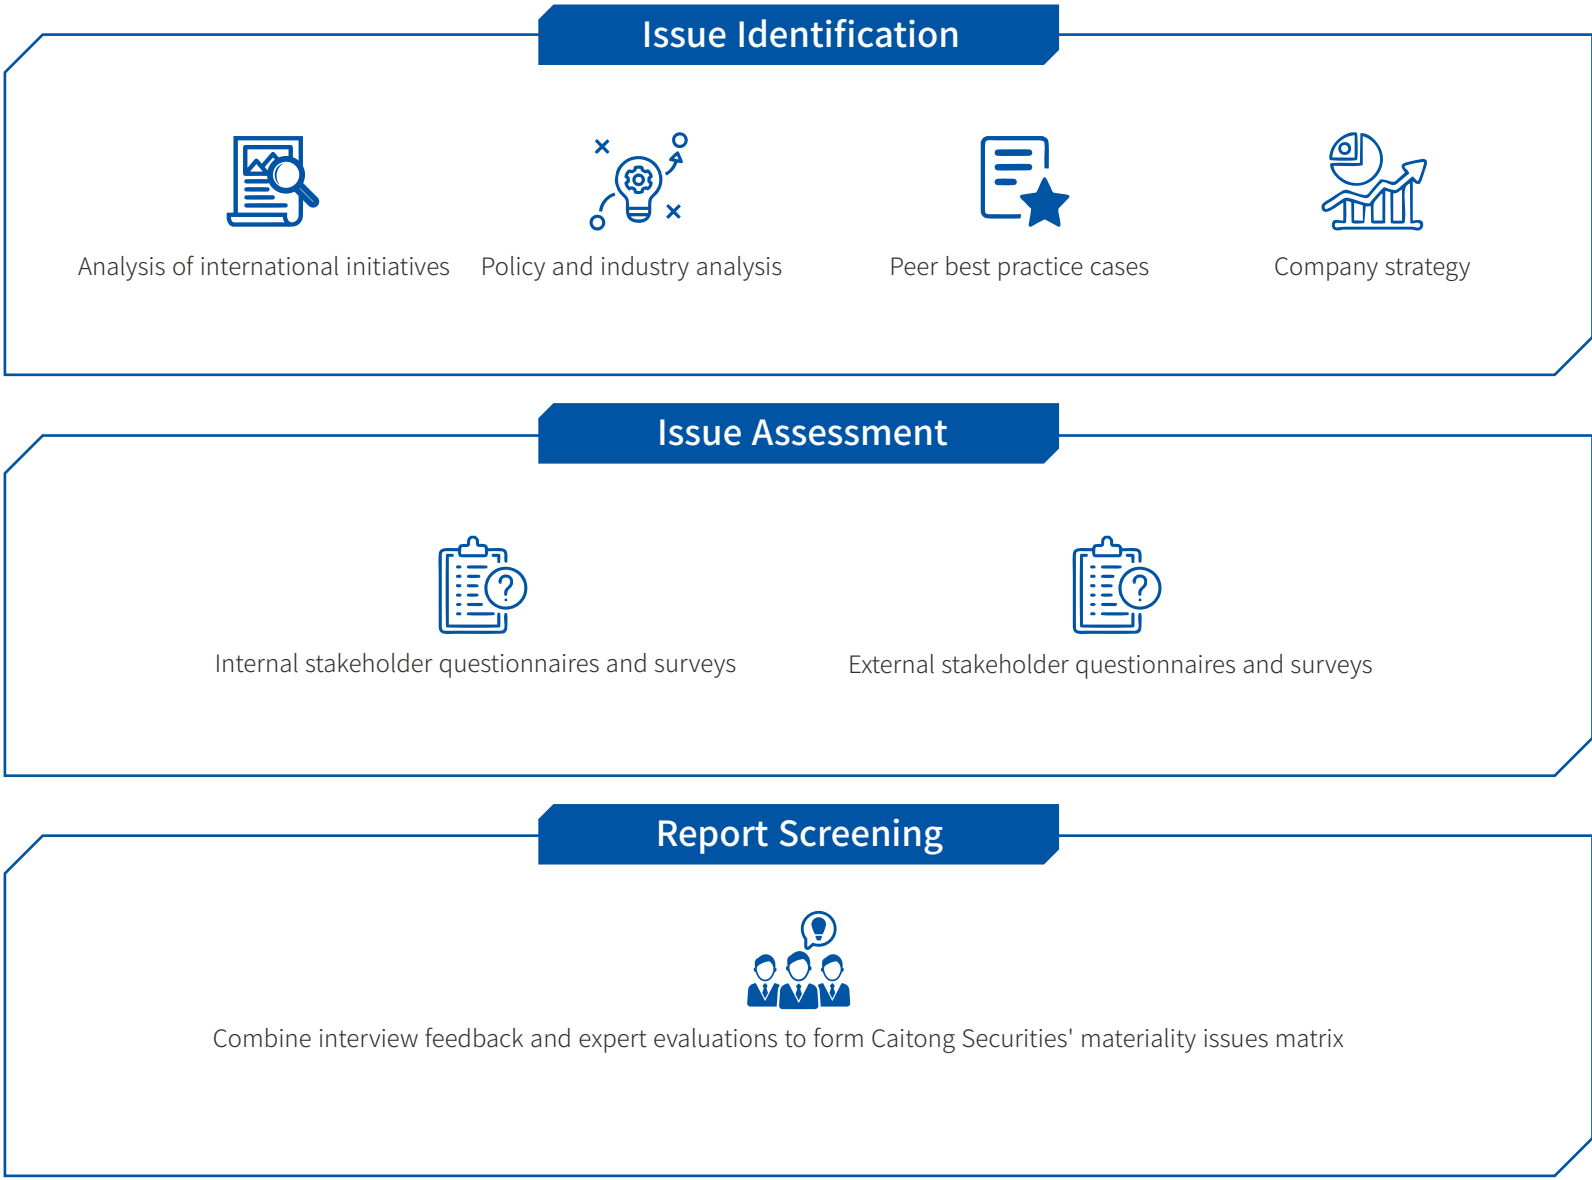 Issue Identification
Analysis of international initiatives
Policy and industry analysis
Peer best practice cases
Company strategy
Issue Assessment
Internal stakeholder questionnaires and surveys
External stakeholder questionnaires and surveys
Report Screening
Combine interview feedback and expert evaluations to form Caitong Securities' materiality issues matrix